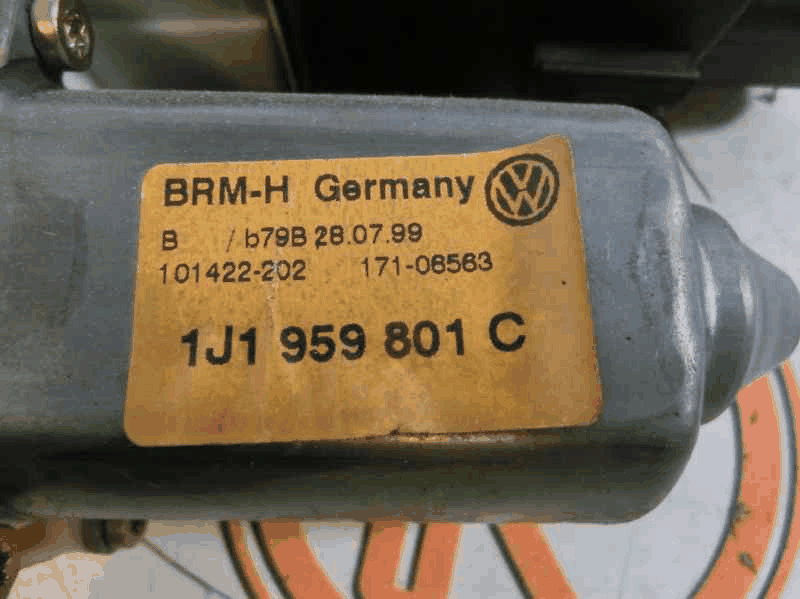 BRM-H Germany
B / b79B 28.07.99
101422-202 171-06563
1J1 959 801 C